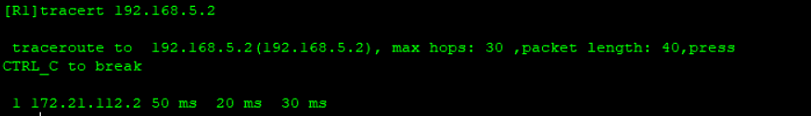 [R1]tracert 192.168.5.2
traceroute to  192.168.5.2(192.168.5.2), max hops: 30 ,packet length: 40,press
CTRL_C to break
1 172.21.112.2 50 ms  20 ms  30 ms